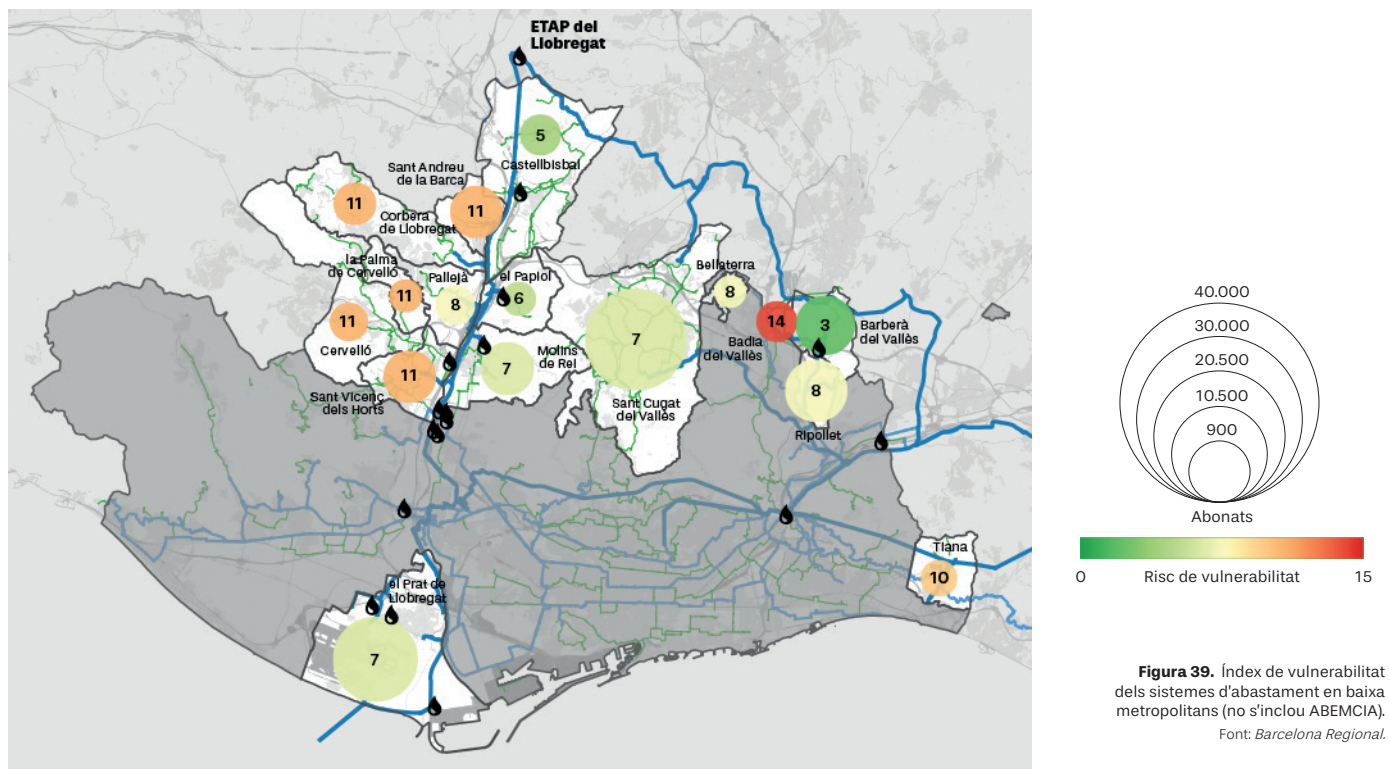 ETAP del
Llobregat
5
Castellbisbal
Sant Andreu
de la Barca
11
11
Corbera
de Llobregat
la Palma
de Cervelló
11
Pallejà
8
el Papiol
6
11
Cervelló
11
Sant Vicenç
dels Horts
7
Molins
de Rei
7
Sant Cugat
del Vallès
Bellaterra
8
14
Badia
del Vallès
3
Barberà
del Vallès
8
Ripollet
Tiana
10
el Prat de
Llobregat
7
40.000
30.000
20.500
10.500
900
Abonats
0 Risc de vulnerabilitat 15
Figura 39. Índex de vulnerabilitat
dels sistemes d'abastament en baixa
metropolitans (no s'inclou ABEMCIA).
Font: Barcelona Regional.